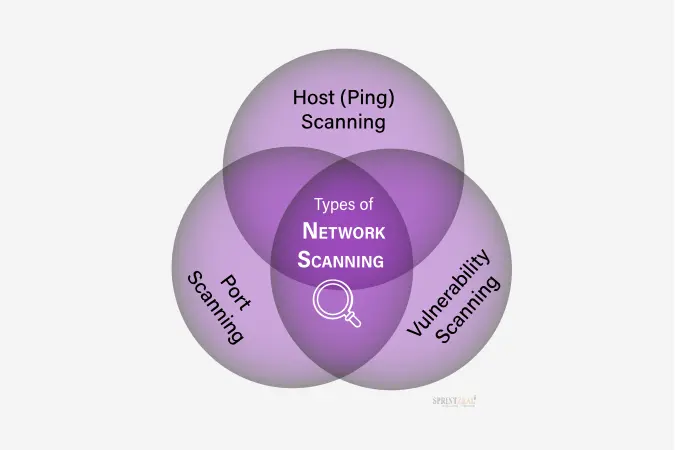 Host (Ping)
Scanning
Types of
NETWORK
SCANNING
Port
Scanning
Vulnerability
Scanning